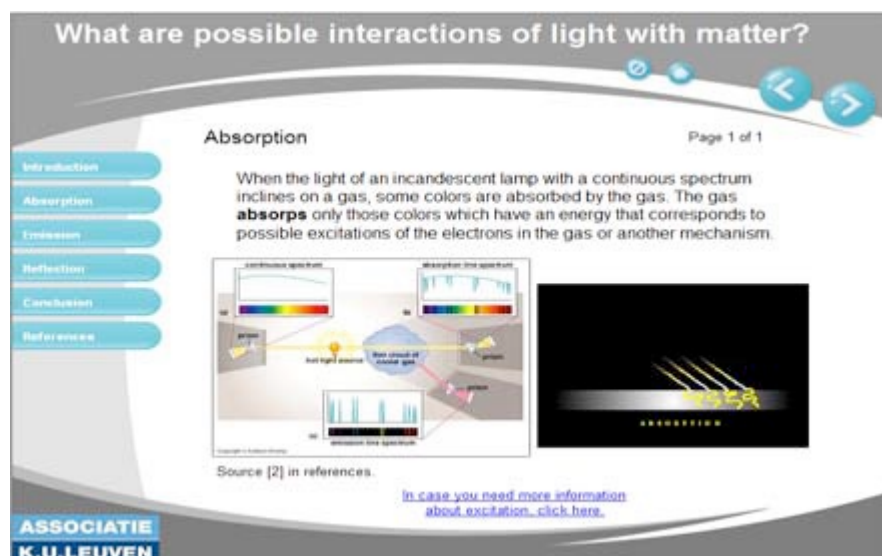 What are possible interactions of light with matter?
Absorption
Page 1 of 1
Introduction
Absorption
Emission
Reflection
Conclusion
References
When the light of an incandescent lamp with a continuous spectrum
inclines on a gas, some colors are absorbed by the gas. The gas
absorps only those colors which have an energy that corresponds to
possible excitations of the electrons in the gas or another mechanism.
continuous spectrum
absorption line spectrum
prism
hot light source
cooler gas
prism
prism
emission line spectrum
ABSORPTION
Source [2] in references.
In case you need more information
about excitation, click here.
ASSOCIATIE
K.U.LEUVEN